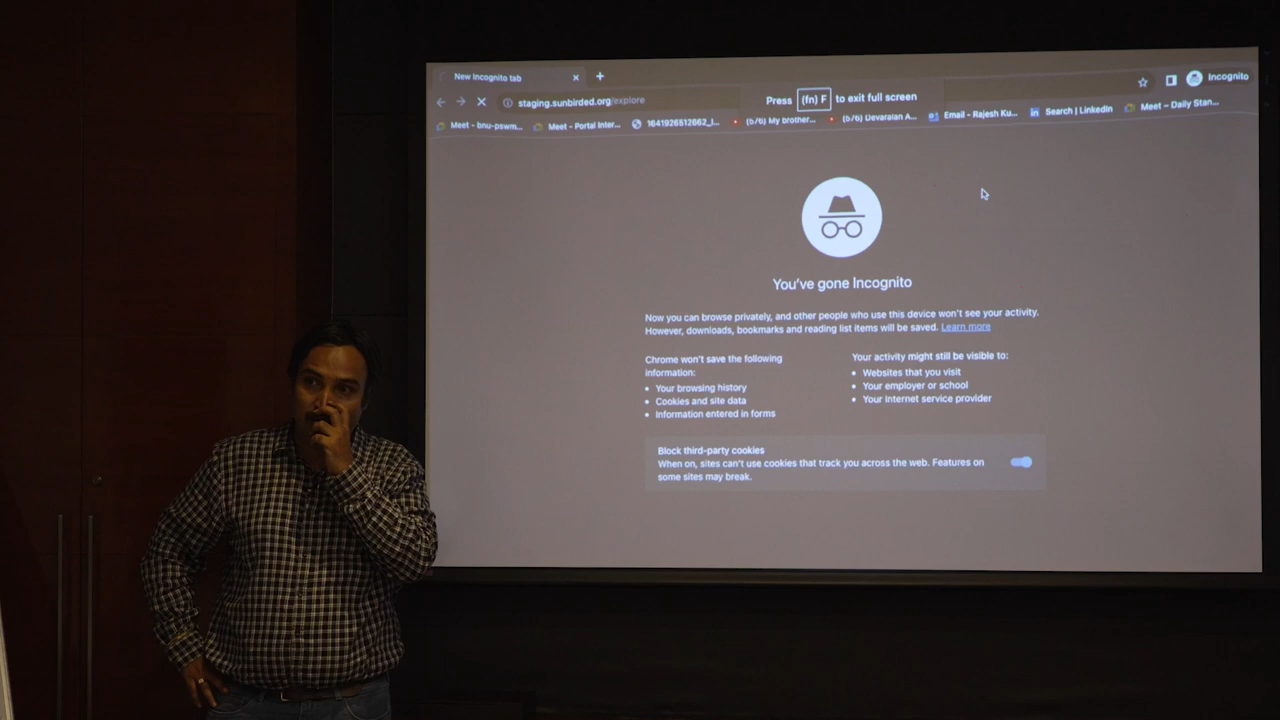 New Incognito tab
staging.sunbirded.org/explore
Press (fn) F to exit full screen
Incognito
Meet - bnu-pswm...
Meet - Portal Inter...
1641926512662_I...
(576) My brother...
(576) Devarajan A...
Email - Rajesh Ku...
Search | LinkedIn
Meet – Daily Stan...
You've gone Incognito
Now you can browse privately, and other people who use this device won't see your activity.
However, downloads, bookmarks and reading list items will be saved. Learn more
Chrome won't save the following
information:
• Your browsing history
• Cookies and site data
• Information entered in forms
Your activity might still be visible to:
• Websites that you visit
• Your employer or school
• Your Internet service provider
Block third-party cookies
When on, sites can't use cookies that track you across the web. Features on
some sites may break.